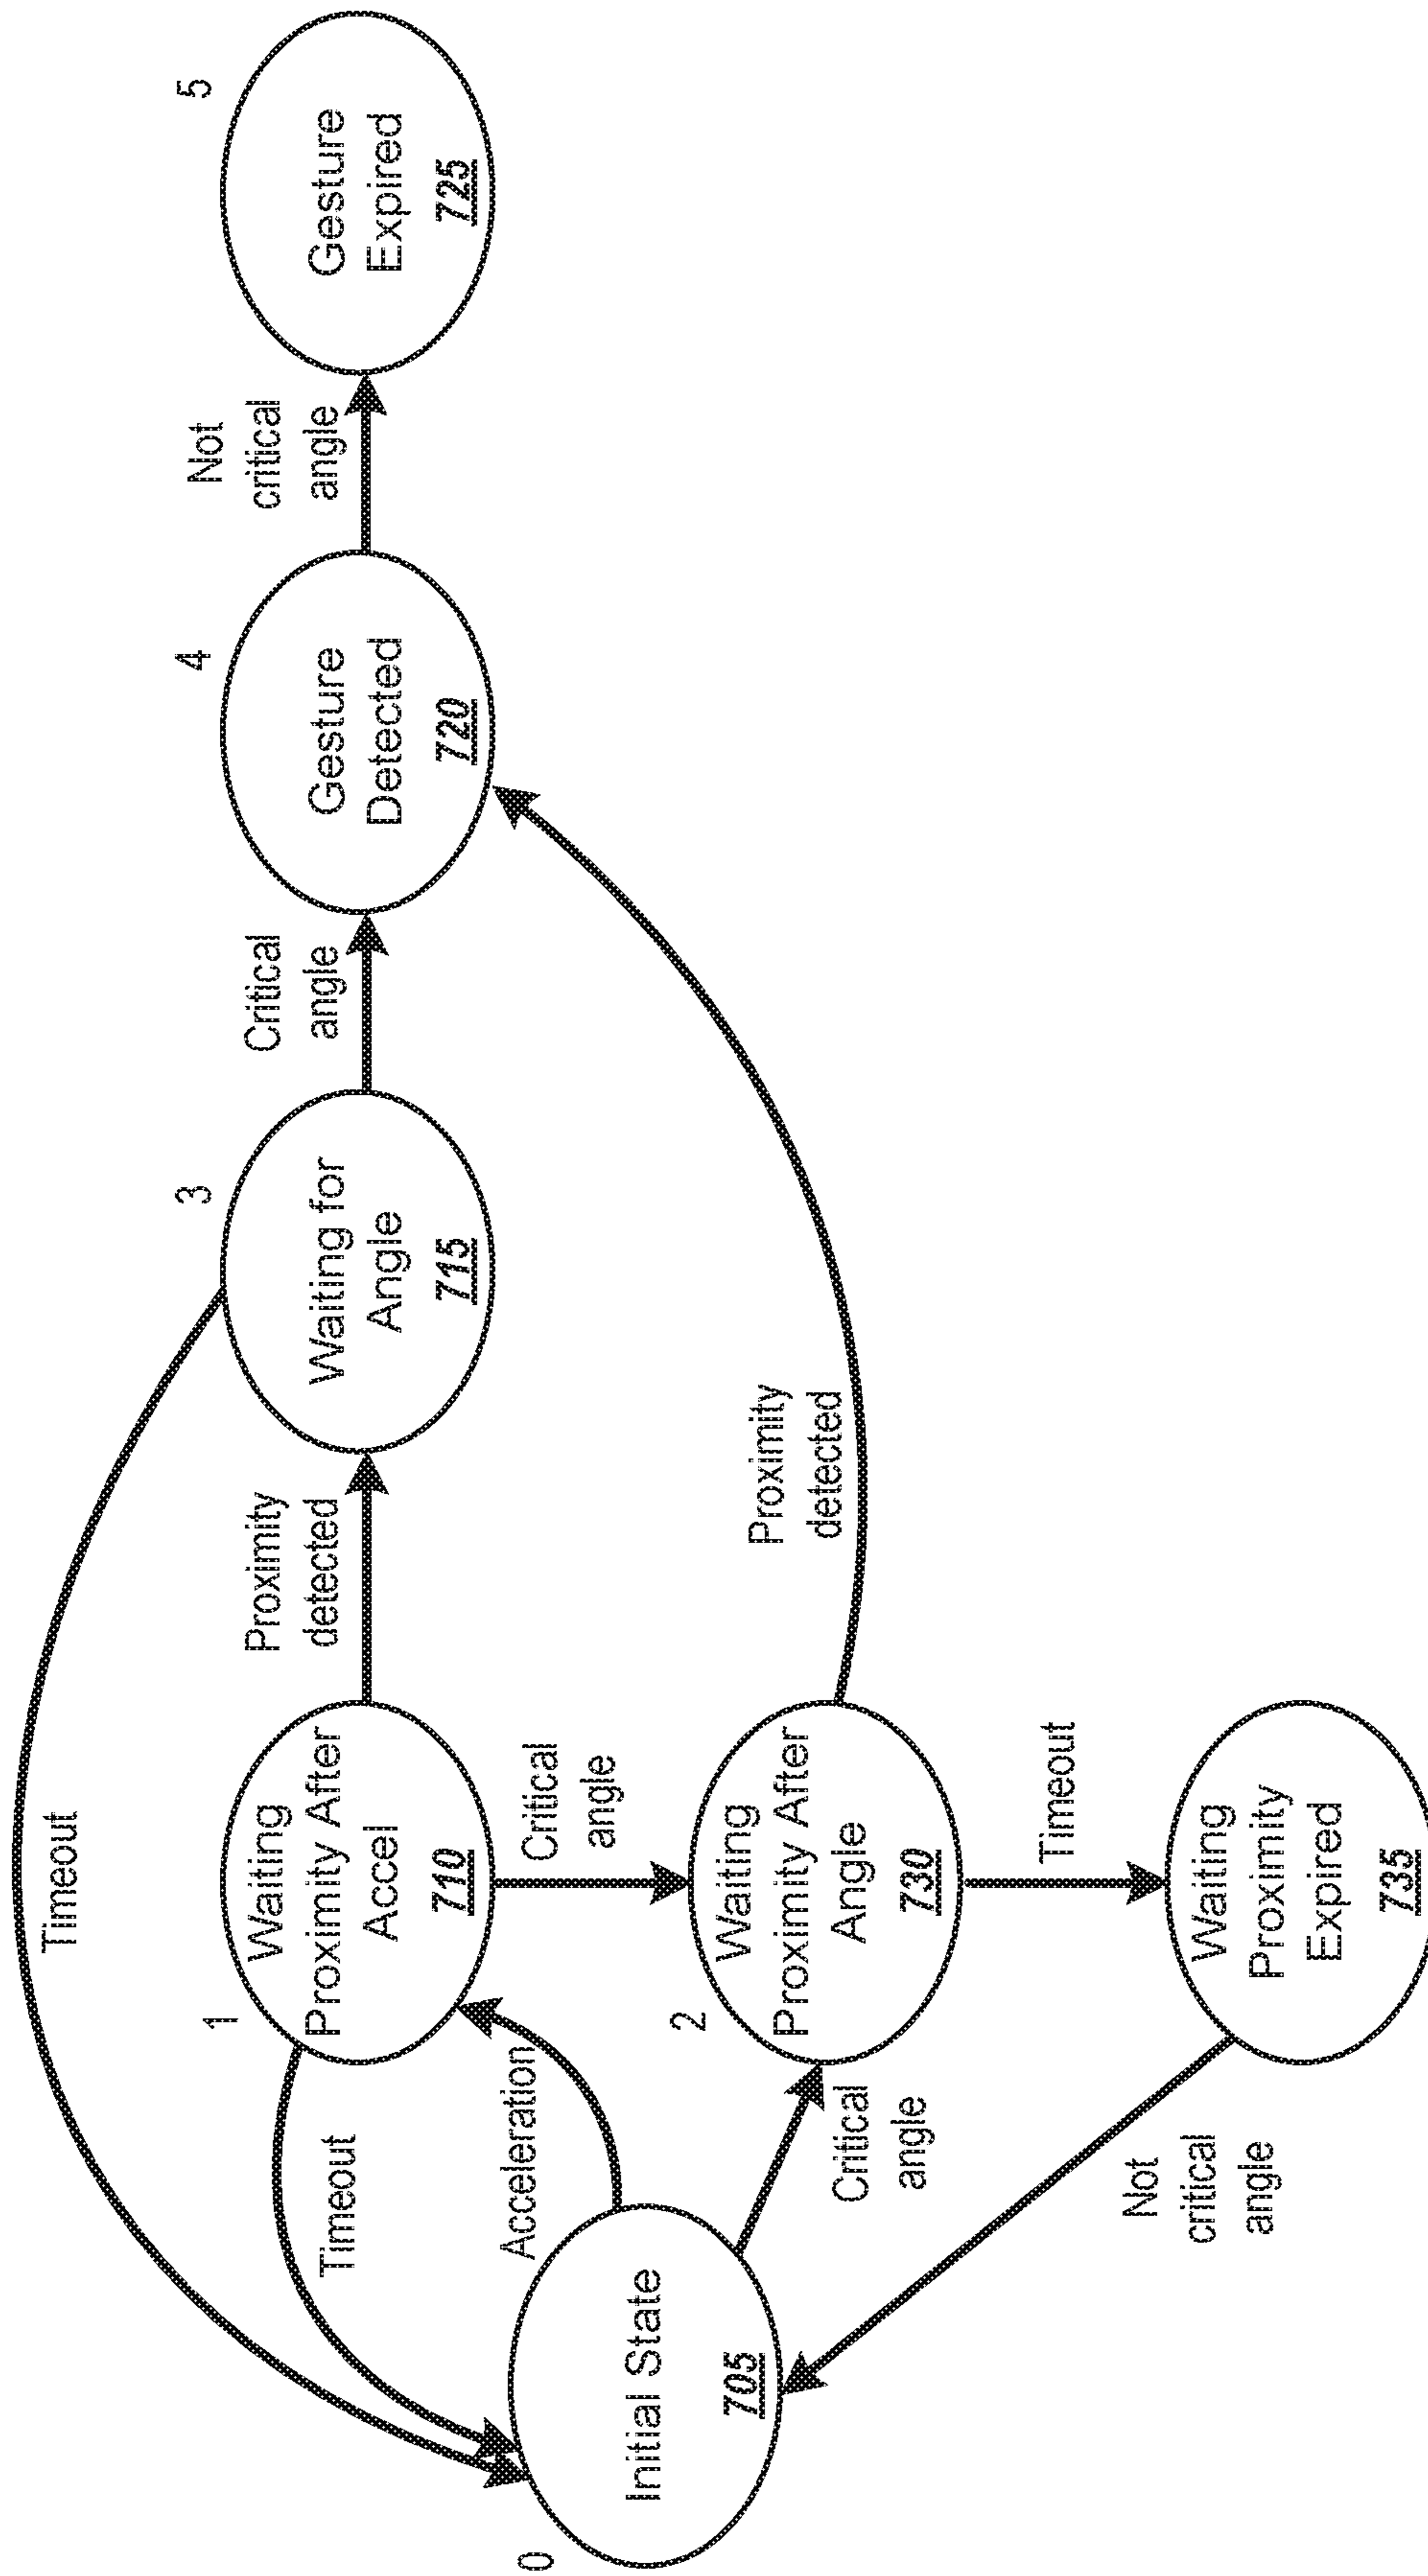 Timeout
1
Waiting
Proximity After
Accel
710
Proximity
detected
3
Waiting for
Angle
715
Critical
angle
4
Gesture
Detected
720
Not
critical
angle
5
Gesture
Expired
725
Timeout
Acceleration
Critical
angle
0
Initial State
705
2
Waiting
Proximity After
Angle
730
Proximity
detected
Critical
angle
Timeout
Not
critical
angle
Waiting
Proximity
Expired
735